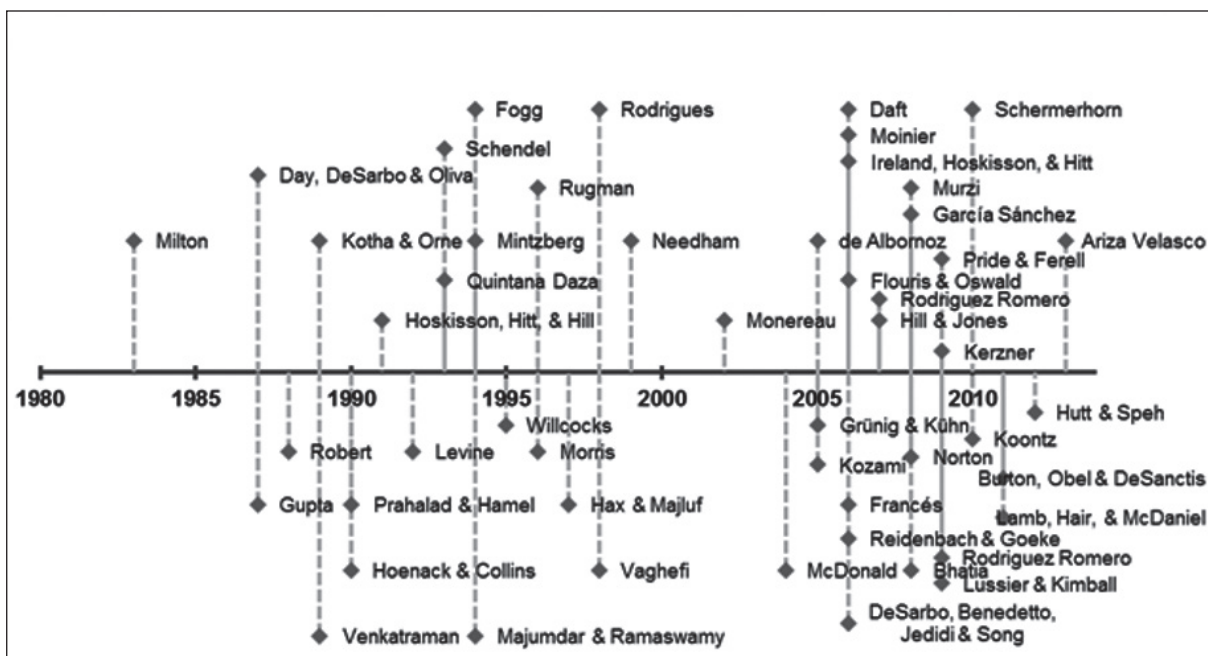 Fogg
Rodrigues
Daft
Schermerhorn
Moinier
Schendel
Ireland, Hoskisson, & Hitt
Day, DeSarbo & Oliva
Rugman
Murzi
García Sánchez
Milton
Kotha & Orne
Mintzberg
Needham
de Albornoz
Ariza Velasco
Pride & Ferell
Quintana Daza
Flouris & Oswald
Rodriguez Romero
Hoskisson, Hitt, & Hill
Monereau
Hill & Jones
Kerzner
1980
1985
1990
1995
2000
2005
2010
Hutt & Speh
Willcocks
Grünig & Kühn
Koontz
Robert
Levine
Morris
Norton
Kozami
Burton, Obel & DeSanctis
Gupta
Prahalad & Hamel
Hax & Majluf
Francés
Lamb, Hair, & McDaniel
Reidenbach & Goeke
Rodriguez Romero
Hoenack & Collins
Vaghefi
McDonald
Bhatia
Lussier & Kimball
DeSarbo, Benedetto,
Jedidi & Song
Venkatraman
Majumdar & Ramaswamy